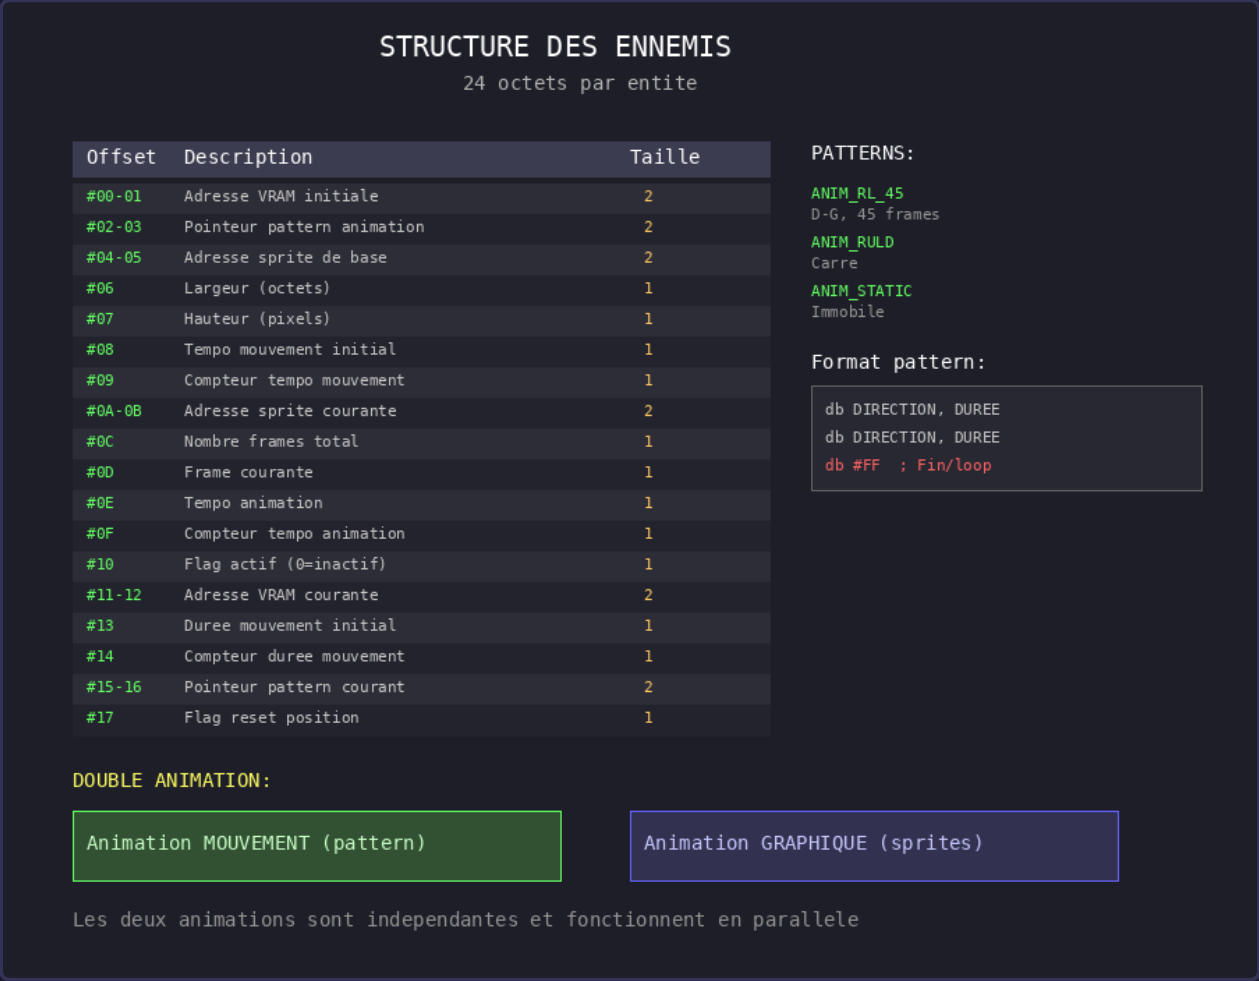 STRUCTURE DES ENNEMIS
24 octets par entite
Offset Description Taille
#00-01 Adresse VRAM initiale 2
#02-03 Pointeur pattern animation 2
#04-05 Adresse sprite de base 2
#06 Largeur (octets) 1
#07 Hauteur (pixels) 1
#08 Tempo mouvement initial 1
#09 Compteur tempo mouvement 1
#0A-0B Adresse sprite courante 2
#0C Nombre frames total 1
#0D Frame courante 1
#0E Tempo animation 1
#0F Compteur tempo animation 1
#10 Flag actif (0=inactif) 1
#11-12 Adresse VRAM courante 2
#13 Duree mouvement initial 1
#14 Compteur duree mouvement 1
#15-16 Pointeur pattern courant 2
#17 Flag reset position 1
PATTERNS:
ANIM_RL_45
D-G, 45 frames
ANIM_RULD
Carre
ANIM_STATIC
Immobile
Format pattern:
db DIRECTION, DUREE
db DIRECTION, DUREE
db #FF  ; Fin/loop
DOUBLE ANIMATION:
Animation MOUVEMENT (pattern)
Animation GRAPHIQUE (sprites)
Les deux animations sont independantes et fonctionnent en parallele